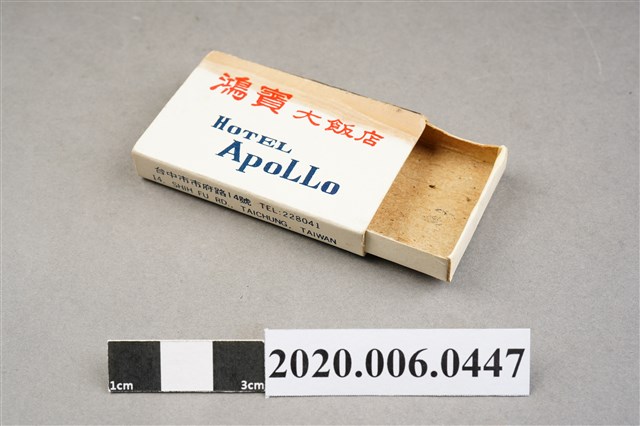 鴻賓大飯店
HOTEL
APOLLO
台中市市府路14號 TEL:228041
14, SHIH FU RD. TAICHUNG, TAIWAN
1cm 3cm
2020.006.0447